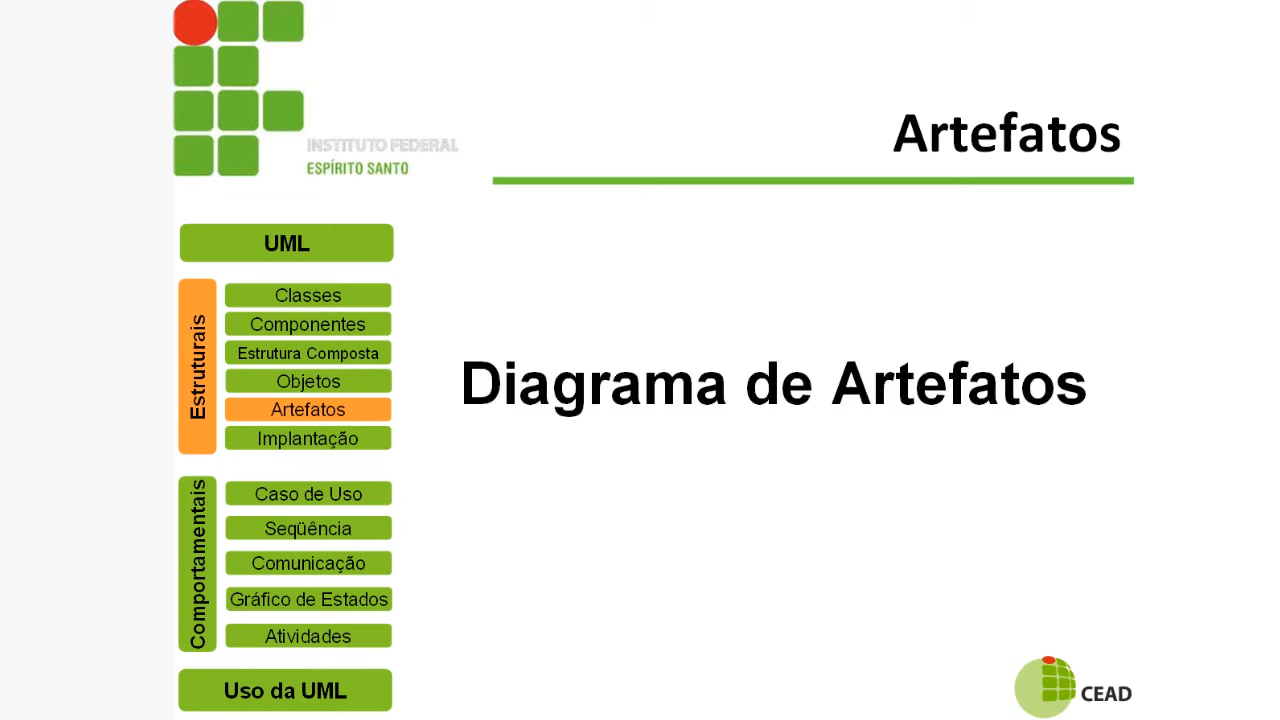 INSTITUTO FEDERAL
ESPÍRITO SANTO
Artefatos
UML
Estruturais
Classes
Componentes
Estrutura Composta
Objetos
Artefatos
Implantação
Diagrama de Artefatos
Comportamentais
Caso de Uso
Seqüência
Comunicação
Gráfico de Estados
Atividades
Uso da UML
CEAD